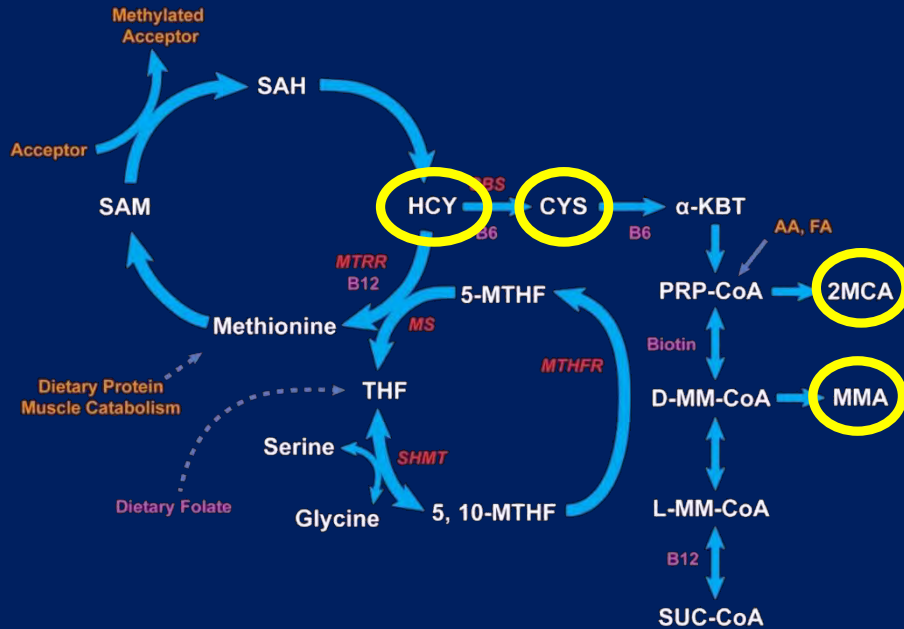 Methylated
Acceptor
SAH
Acceptor
SAM
HCY
CYS
α-KBT
B6
B6
AA, FA
MTRR
B12
5-MTHF
PRP-CoA
2MCA
Methionine
MS
Biotin
MTHFR
Dietary Protein
Muscle Catabolism
THF
D-MM-CoA
MMA
Serine
SHMT
Dietary Folate
Glycine
5, 10-MTHF
L-MM-CoA
B12
SUC-CoA